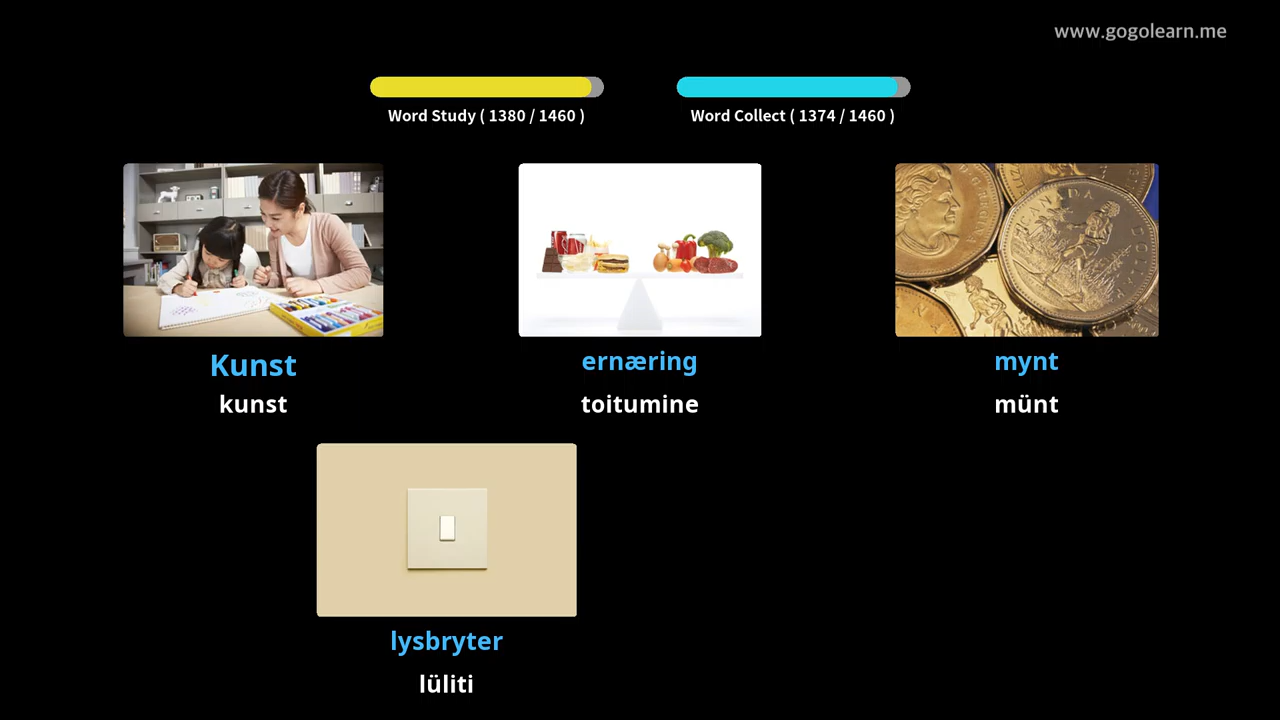 www.gogolearn.me
Word Study ( 1380 / 1460 )
Word Collect ( 1374 / 1460 )
Kunst
kunst
ernæring
toitumine
mynt
münt
CANADA
lysbryter
lüliti